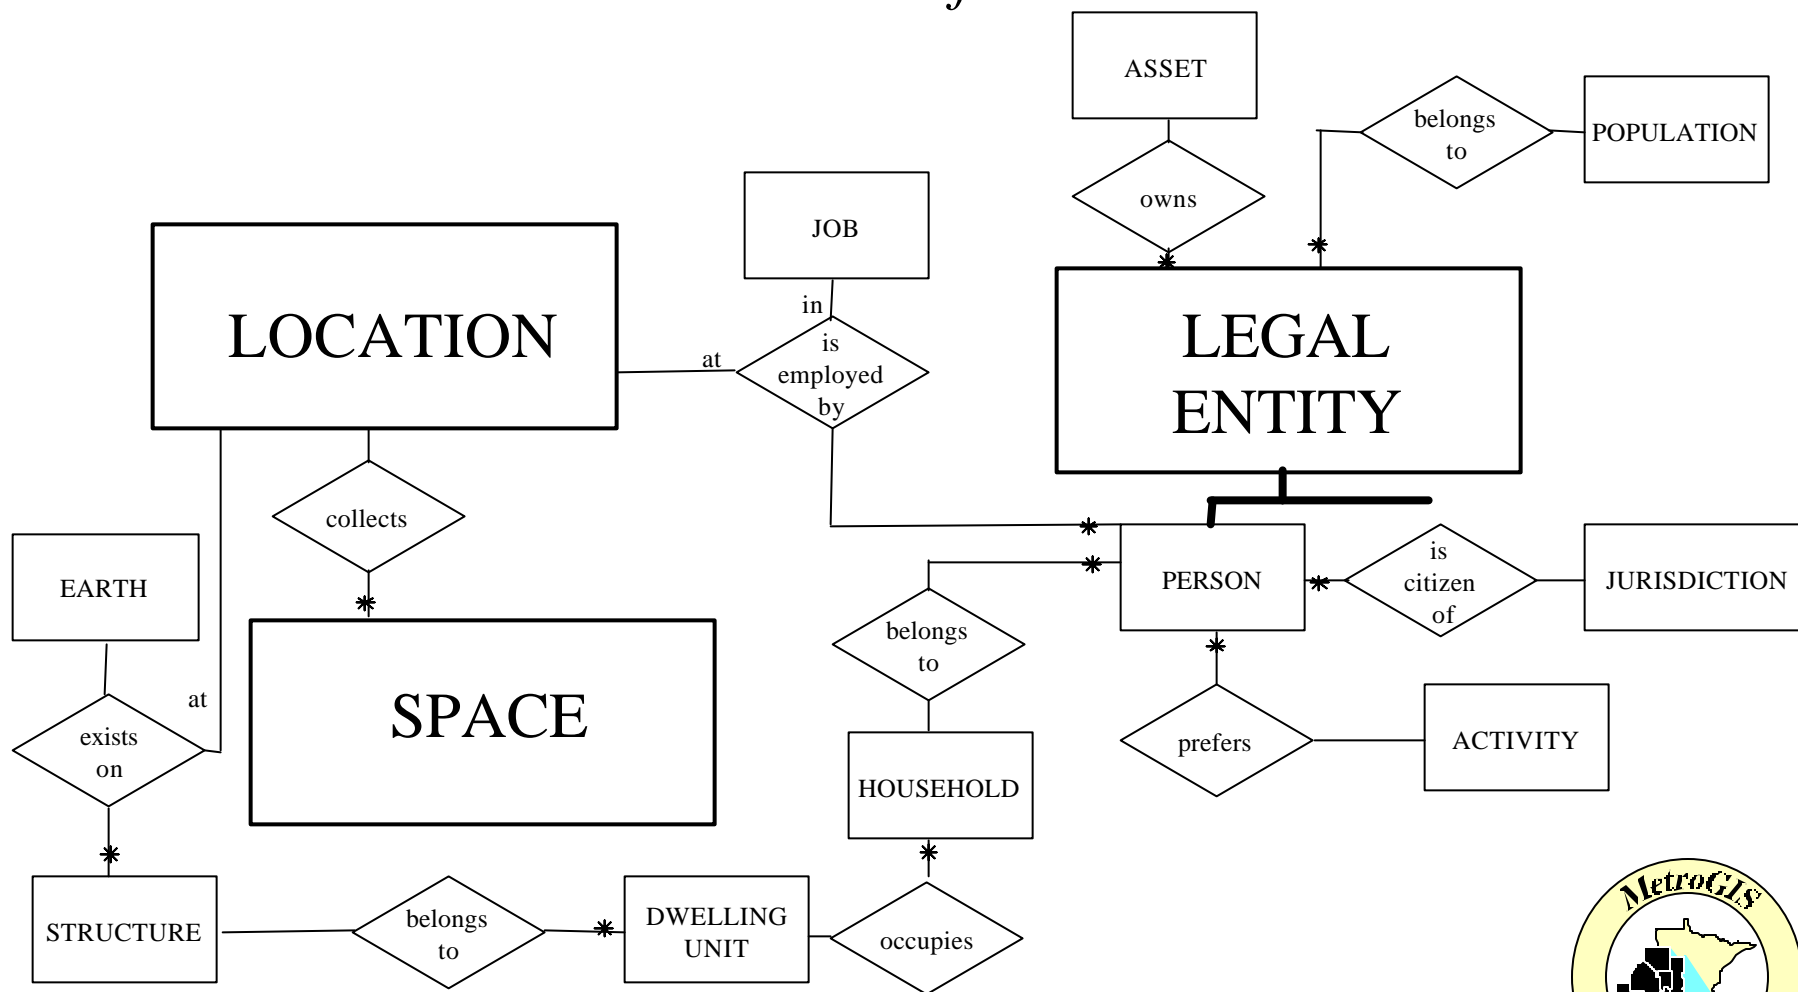 ASSET
belongs
to
POPULATION
owns
JOB
in
LOCATION
at
is
employed
by
LEGAL
ENTITY
collects
EARTH
at
exists
on
SPACE
belongs
to
PERSON
is
citizen
of
JURISDICTION
prefers
ACTIVITY
HOUSEHOLD
STRUCTURE
belongs
to
DWELLING
UNIT
occupies
MetroGIS